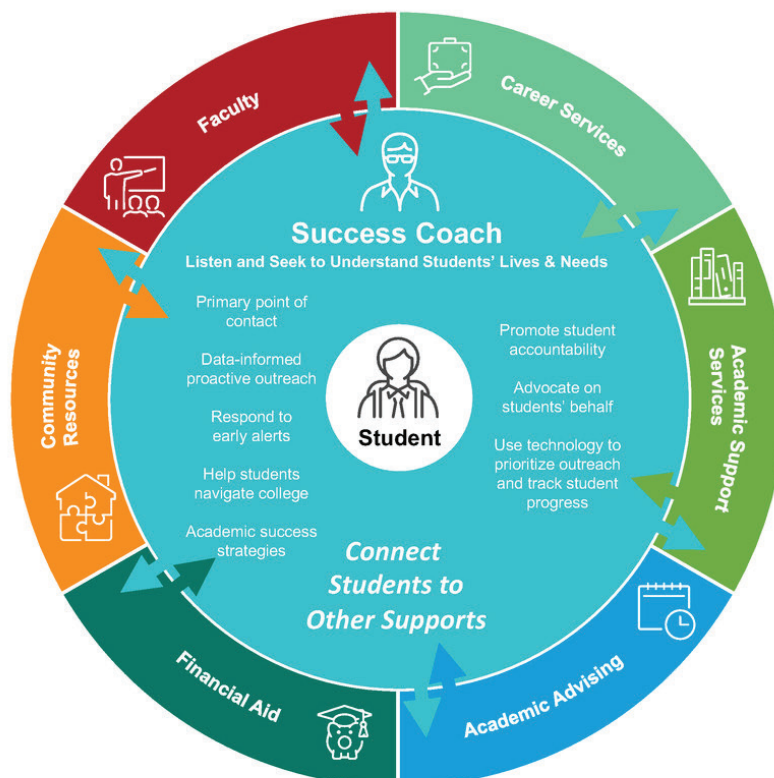 Faculty
Career Services
Success Coach
Listen and Seek to Understand Students' Lives & Needs
Primary point of
contact
Data-informed
proactive outreach
Respond to
early alerts
Help students
navigate college
Academic success
strategies
Student
Promote student
accountability
Advocate on
students' behalf
Use technology to
prioritize outreach
and track student
progress
Connect
Students to
Other Supports
Community
Resources
Academic Support
Services
Financial Aid
Academic Advising